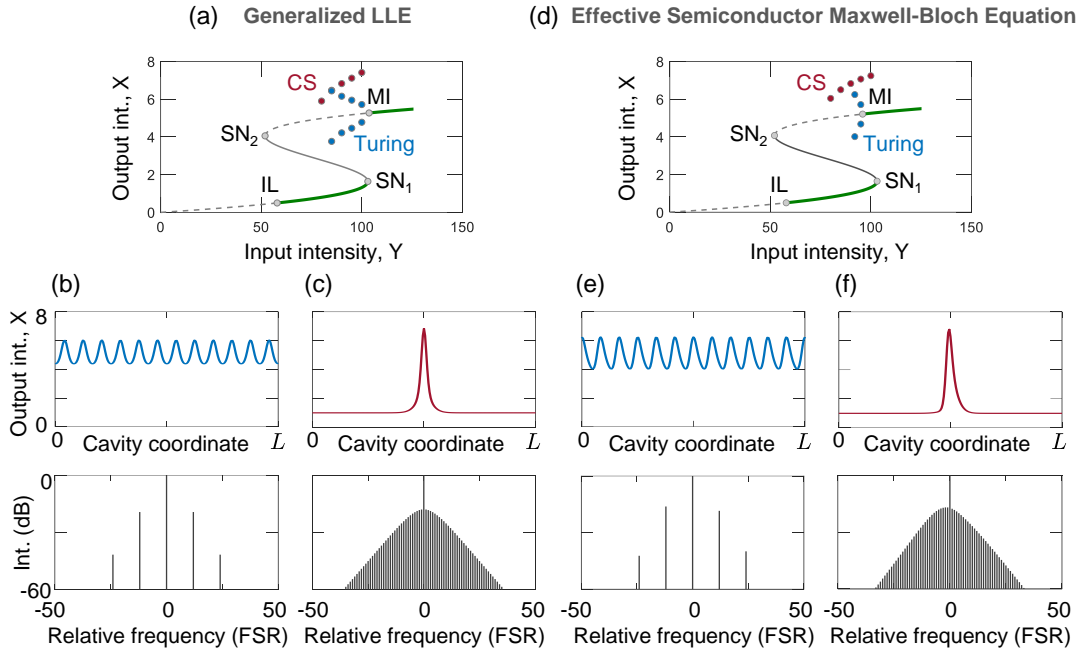 (a) Generalized LLE
(d) Effective Semiconductor Maxwell-Bloch Equation
Output int., X
8
6
4
2
0
CS
MI
SN2
Turing
IL
SN1
0 50 100 150
Input intensity, Y
Output int., X
8
6
4
2
0
CS
MI
SN2
Turing
IL
SN1
0 50 100 150
Input intensity, Y
(b)
(c)
(e)
(f)
Output int., X
8
0
0 Cavity coordinate L
0 Cavity coordinate L
0 Cavity coordinate L
0 Cavity coordinate L
Int. (dB)
0
-60
-50 0 50
Relative frequency (FSR)
-50 0 50
Relative frequency (FSR)
-50 0 50
Relative frequency (FSR)
-50 0 50
Relative frequency (FSR)